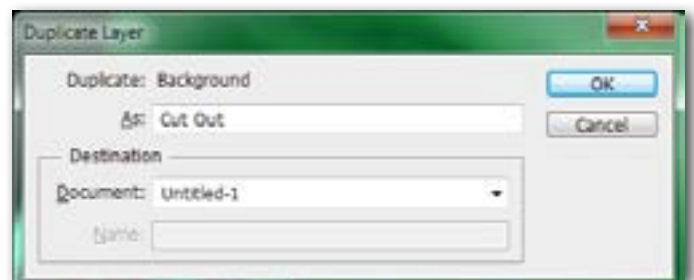 Duplicate Layer
Duplicate: Background
OK
As: Cut Out
Cancel
Destination
Document: Untitled-1
Name: